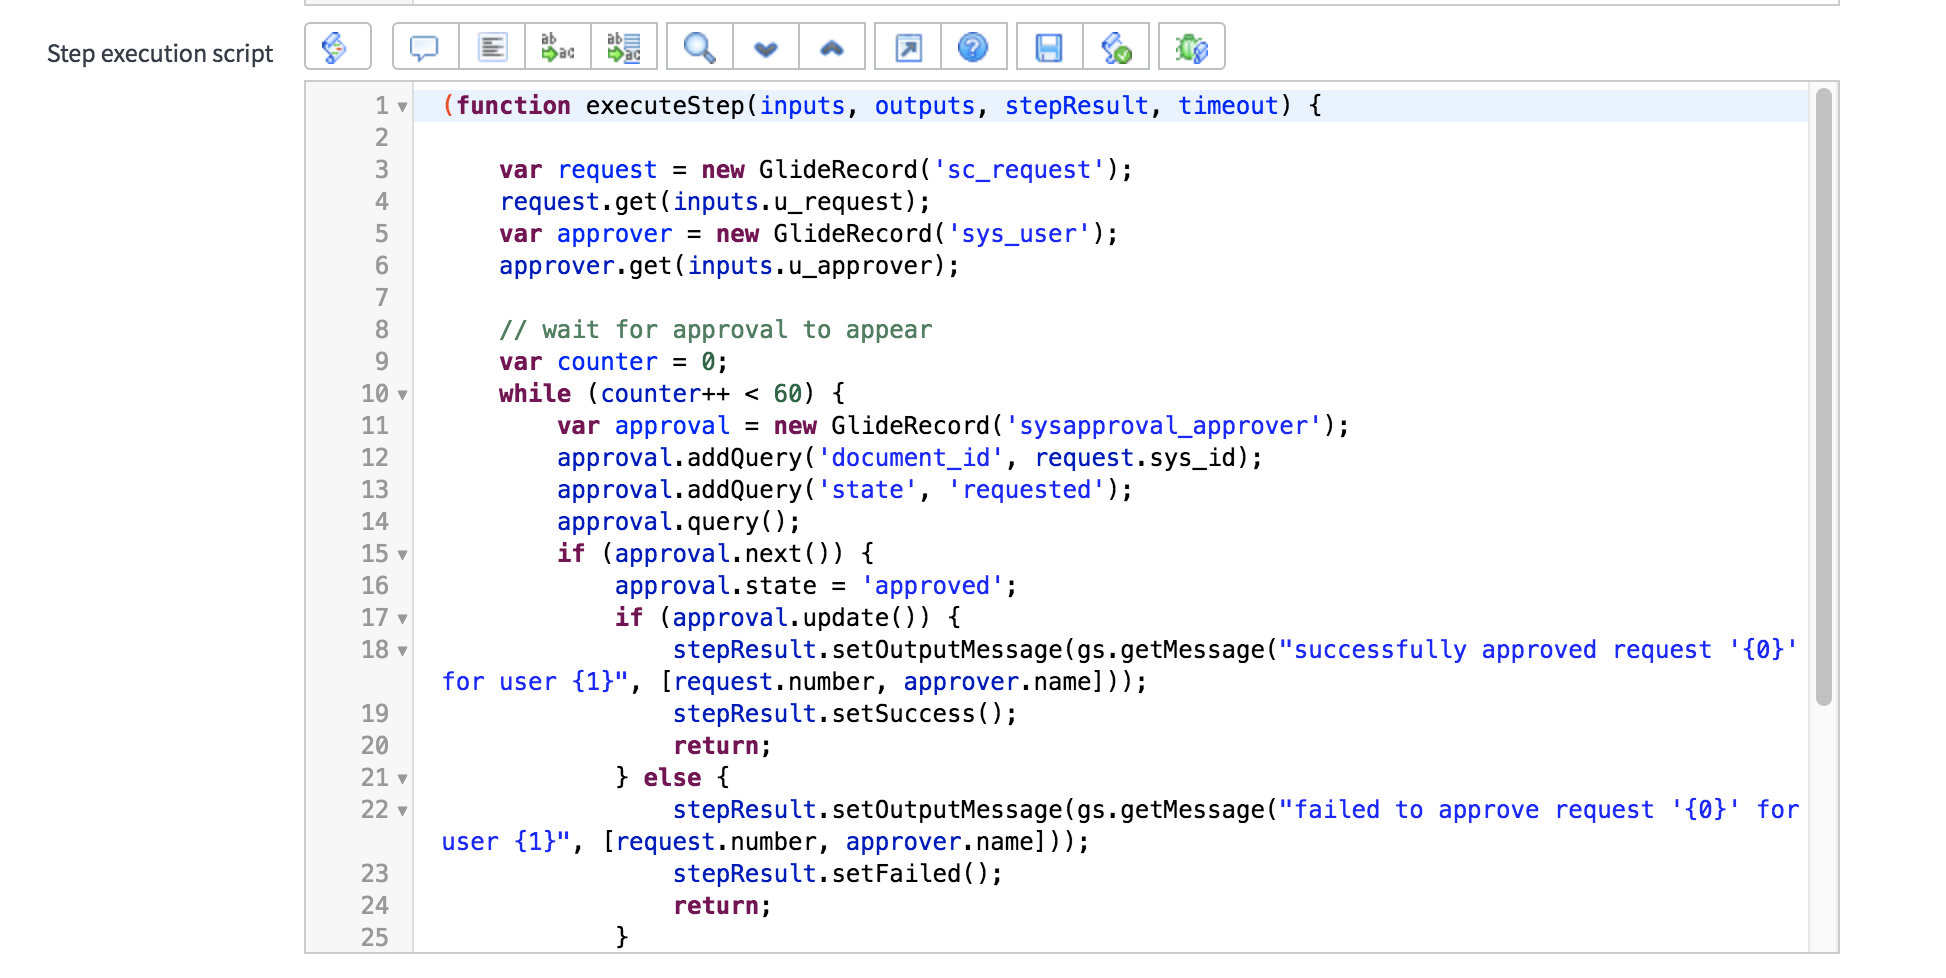 Step execution script
1 (function executeStep(inputs, outputs, stepResult, timeout) {
2
3 var request = new GlideRecord('sc_request');
4 request.get(inputs.u_request);
5 var approver = new GlideRecord('sys_user');
6 approver.get(inputs.u_approver);
7
8 // wait for approval to appear
9 var counter = 0;
10 while (counter++ < 60) {
11 var approval = new GlideRecord('sysapproval_approver');
12 approval.addQuery('document_id', request.sys_id);
13 approval.addQuery('state', 'requested');
14 approval.query();
15 if (approval.next()) {
16 approval.state = 'approved';
17 if (approval.update()) {
18 stepResult.setOutputMessage(gs.getMessage("successfully approved request '{0}'
for user {1}", [request.number, approver.name]));
19 stepResult.setSuccess();
20 return;
21 } else {
22 stepResult.setOutputMessage(gs.getMessage("failed to approve request '{0}' for
user {1}", [request.number, approver.name]));
23 stepResult.setFailed();
24 return;
25 }